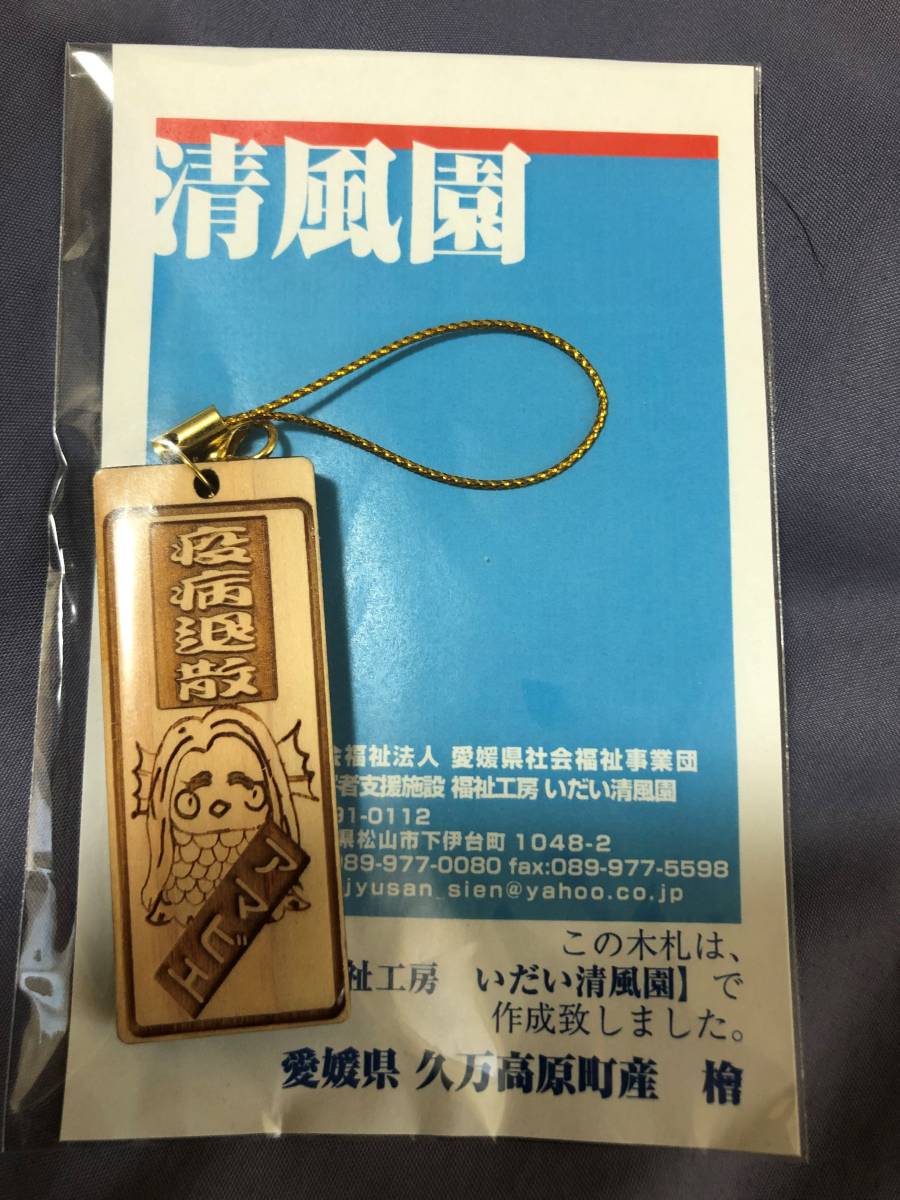 清風園
疫病退散
アマビエ
会福祉法人 愛媛県社会福祉事業団
者支援施設 福祉工房 いだい清風園
91-0112
県松山市下伊台町 1048-2
089-977-0080 fax:089-977-5598
jyusan_sien@yahoo.co.jp
この木札は、
祉工房 いだい清風園】で
作成致しました。
愛媛県 久万高原町産 檜